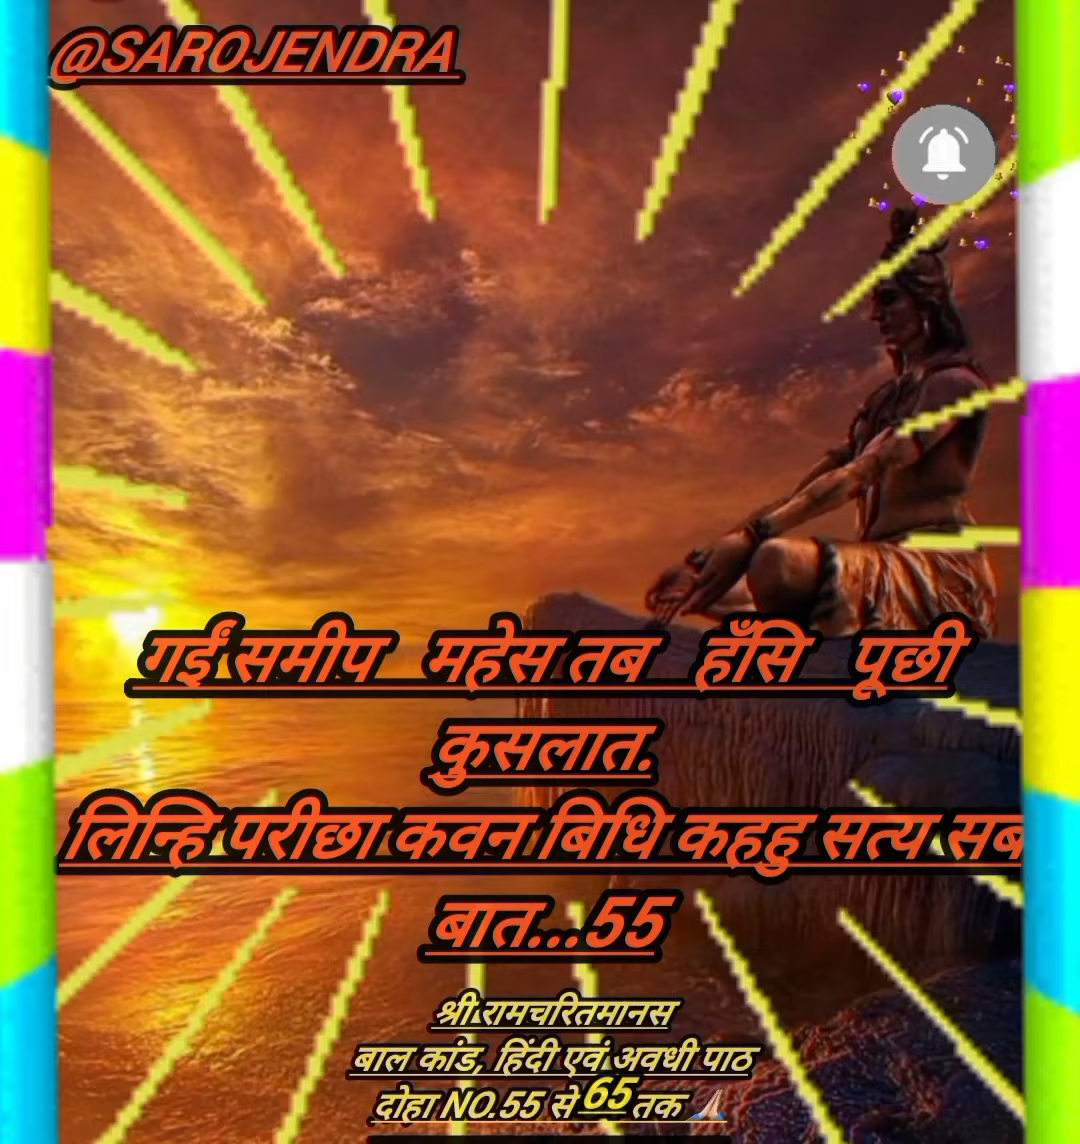 @SAROJENDRA
गईं समीप महेस तब हँसि पूछी
कुसलात.
लिन्हि परीछा कवन बिधि कहहु सत्य सब
बात...55
श्री रामचरितमानस
बाल कांड, हिंदी एवं अवधी पाठ
दोहा NO.55 से 65 तक 🙏🏻